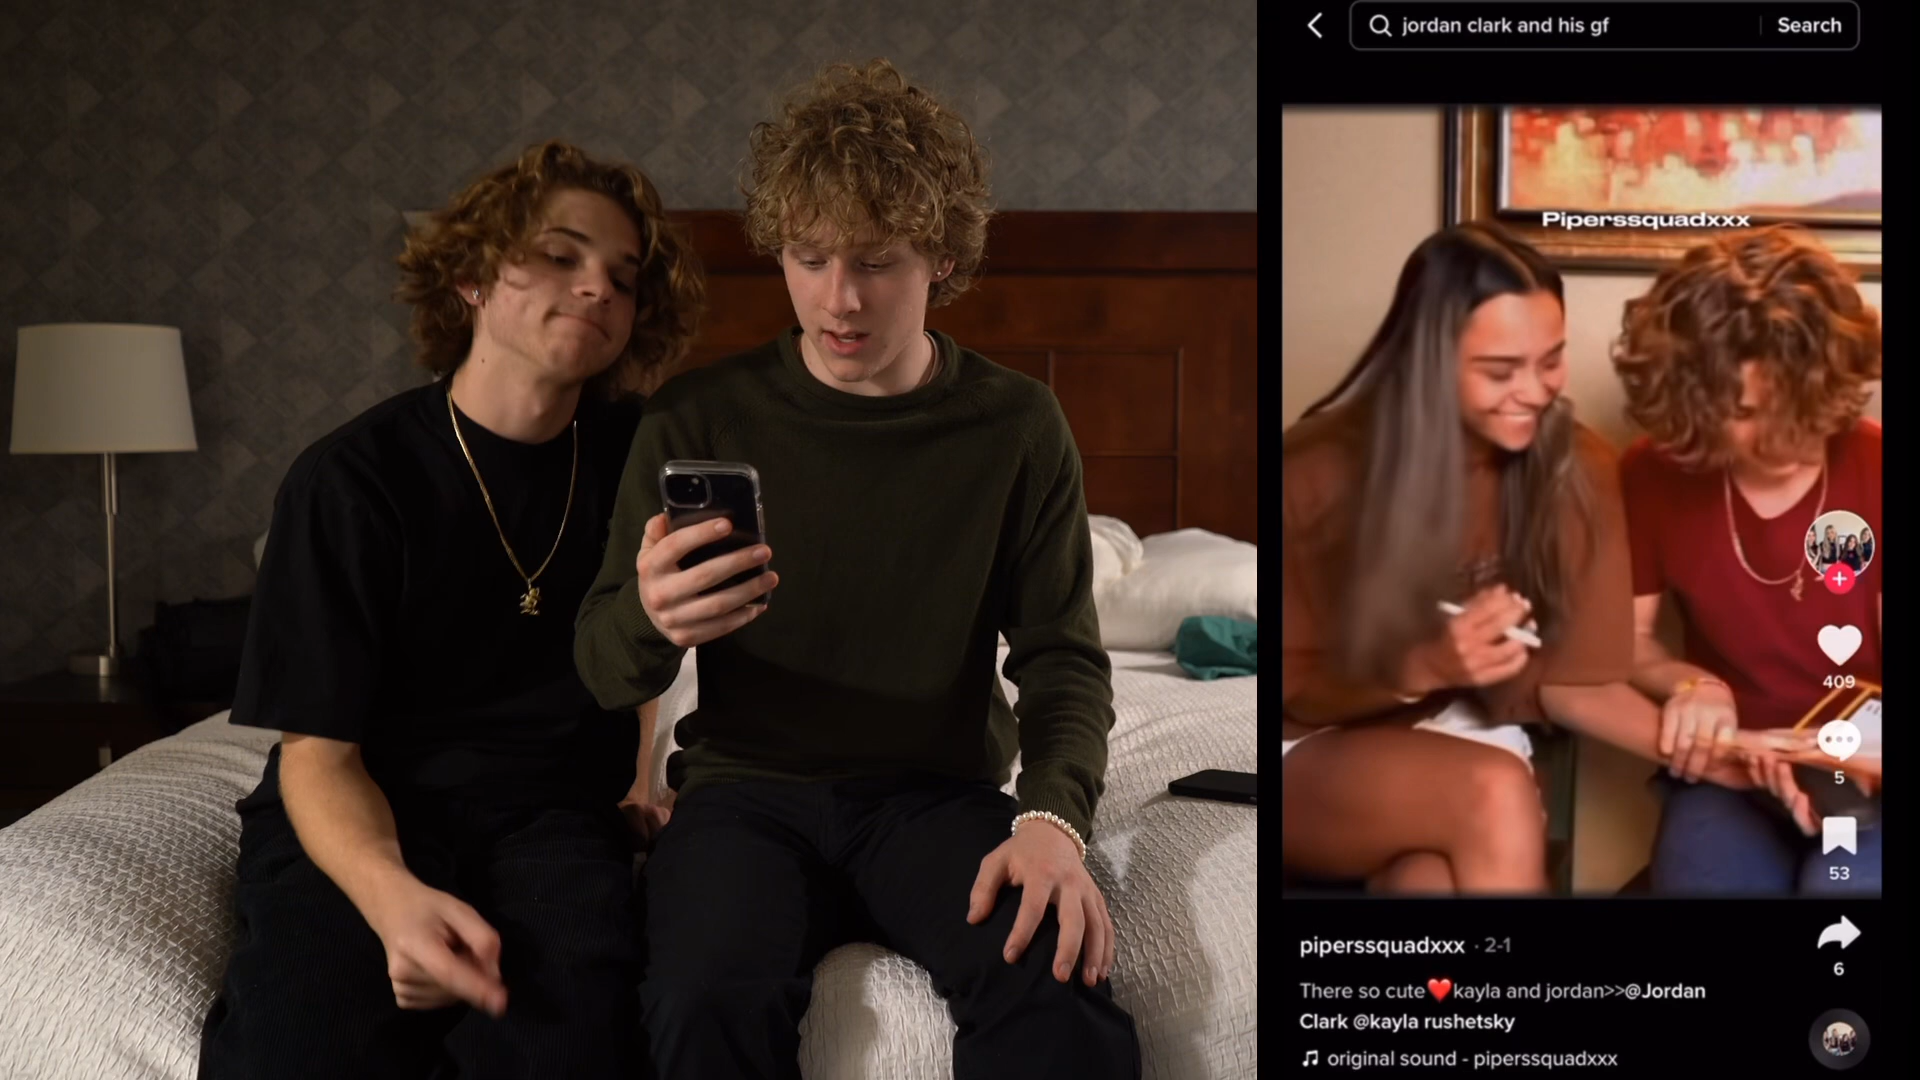 jordan clark and his gf
Search
Piperssquadxxx
409
5
53
6
piperssquadxxx · 2-1
There so cute❤️kayla and jordan>>@Jordan
Clark @kayla rushetsky
original sound - piperssquadxxx